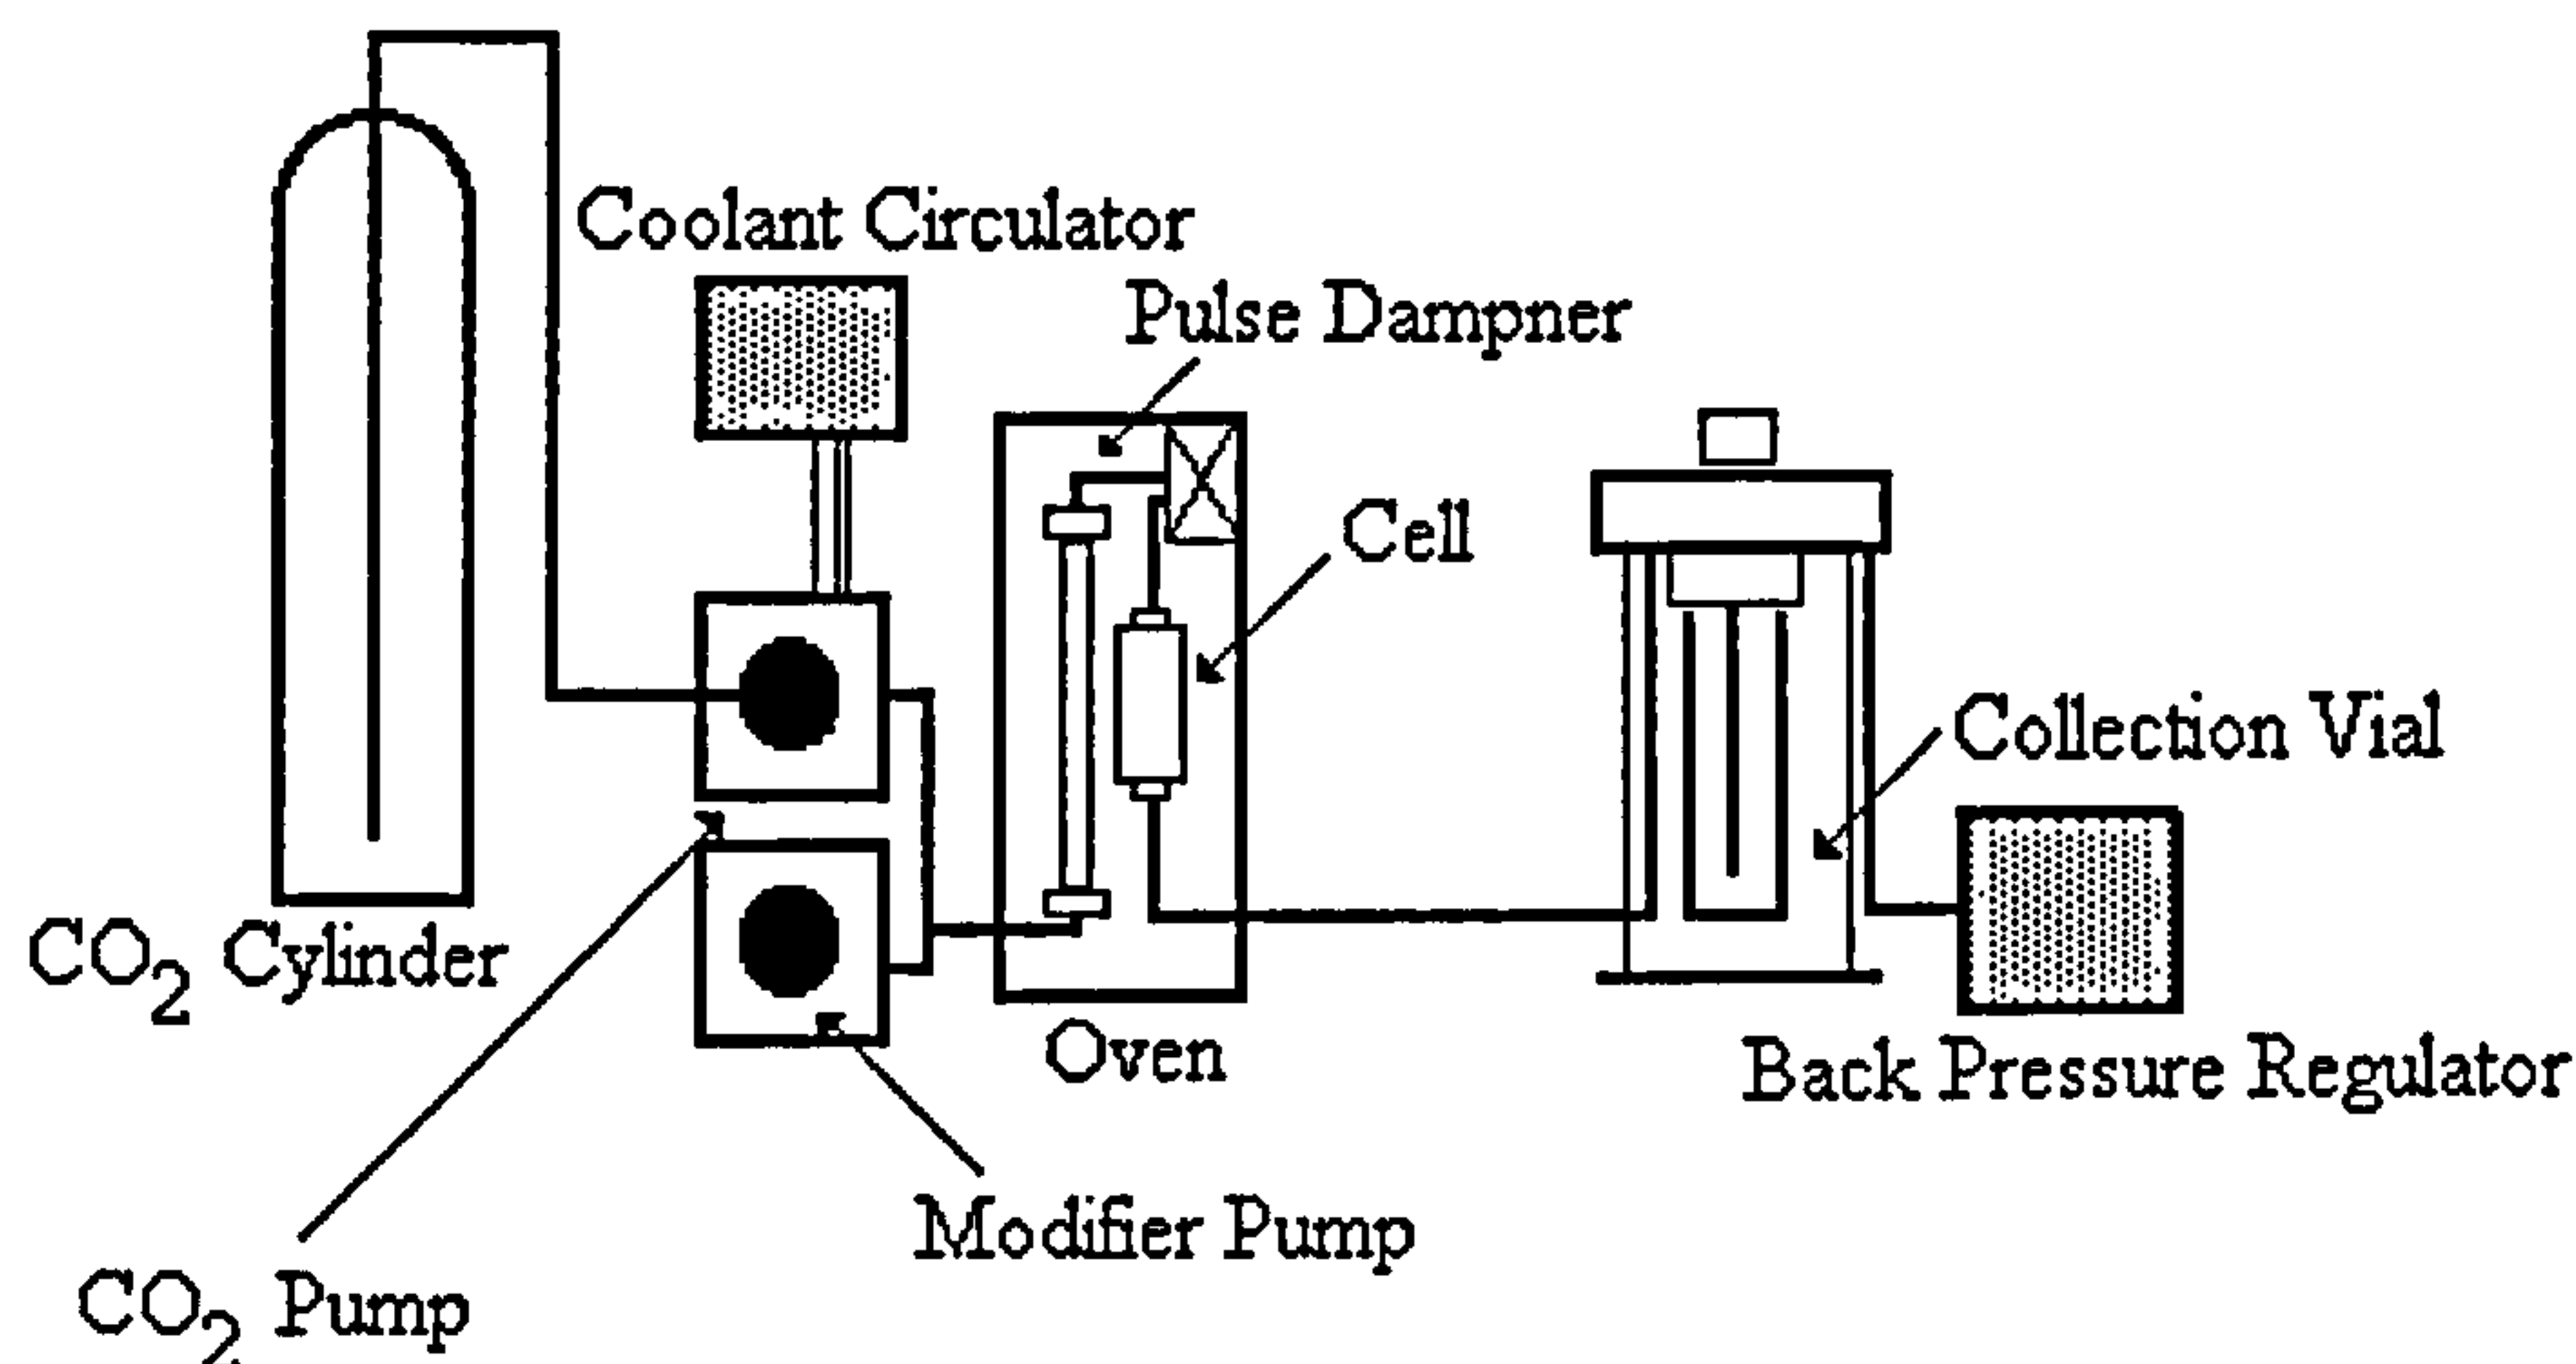 Coolant Circulator
Pulse Dampner
Cell
Collection Vial
CO2 Cylinder
Oven
Back Pressure Regulator
Modifier Pump
CO2 Pump